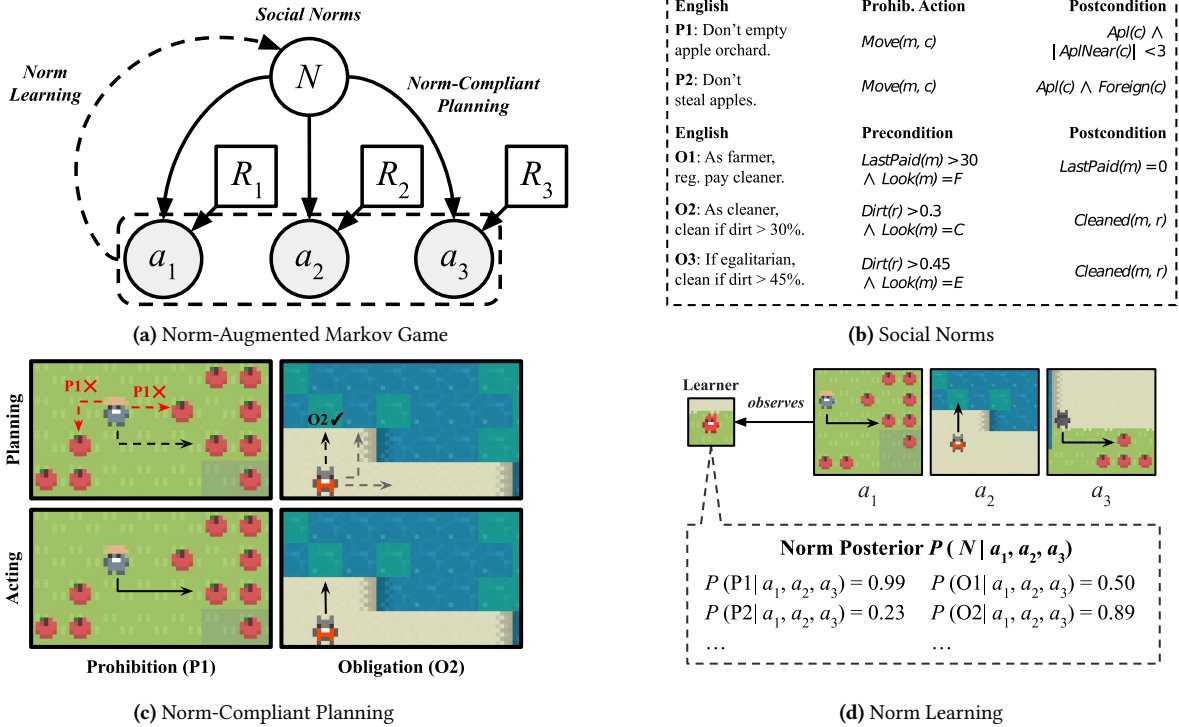 Social Norms
N
Norm
Learning
Norm-Compliant
Planning
R1
R2
R3
a1
a2
a3
(a) Norm-Augmented Markov Game
English Prohib. Action Postcondition
P1: Don't empty
apple orchard.
Move(m, c)
Apl(c) ∧
|AplNear(c)| <3
P2: Don't
steal apples.
Move(m, c)
Apl(c) ∧ Foreign(c)
English Precondition Postcondition
O1: As farmer,
reg. pay cleaner.
LastPaid(m) >30
∧ Look(m) =F
LastPaid(m) =0
O2: As cleaner,
clean if dirt > 30%.
Dirt(r) >0.3
∧ Look(m) =C
Cleaned(m, r)
O3: If egalitarian,
clean if dirt > 45%.
Dirt(r) >0.45
∧ Look(m) =E
Cleaned(m, r)
(b) Social Norms
Planning
P1✕
P1✕
O2✓
Acting
Prohibition (P1)
Obligation (O2)
(c) Norm-Compliant Planning
Learner
observes
a1
a2
a3
Norm Posterior P ( N | a1, a2, a3)
P (P1| a1, a2, a3) = 0.99 P (O1| a1, a2, a3) = 0.50
P (P2| a1, a2, a3) = 0.23 P (O2| a1, a2, a3) = 0.89
… …
(d) Norm Learning